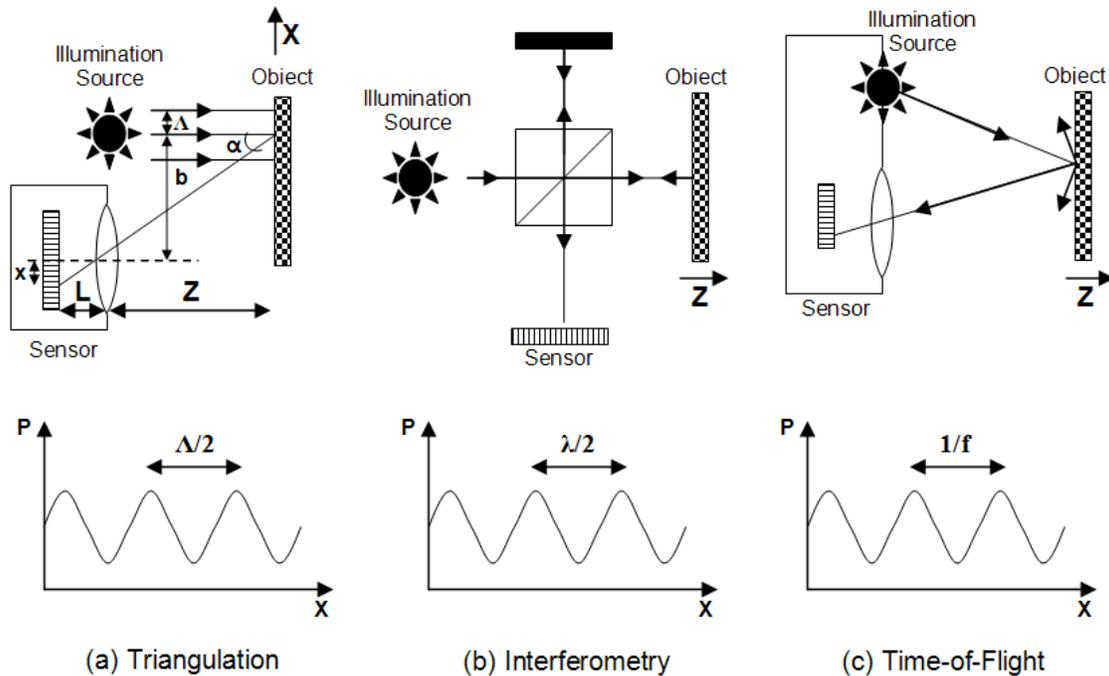 Illumination
Source
X
Obiect
Λ
α
b
x
L
Z
Sensor
Illumination
Source
Obiect
Z
Sensor
Illumination
Source
Obiect
Z
Sensor
P
Λ/2
X
P
λ/2
X
P
1/f
X
(a) Triangulation
(b) Interferometry
(c) Time-of-Flight